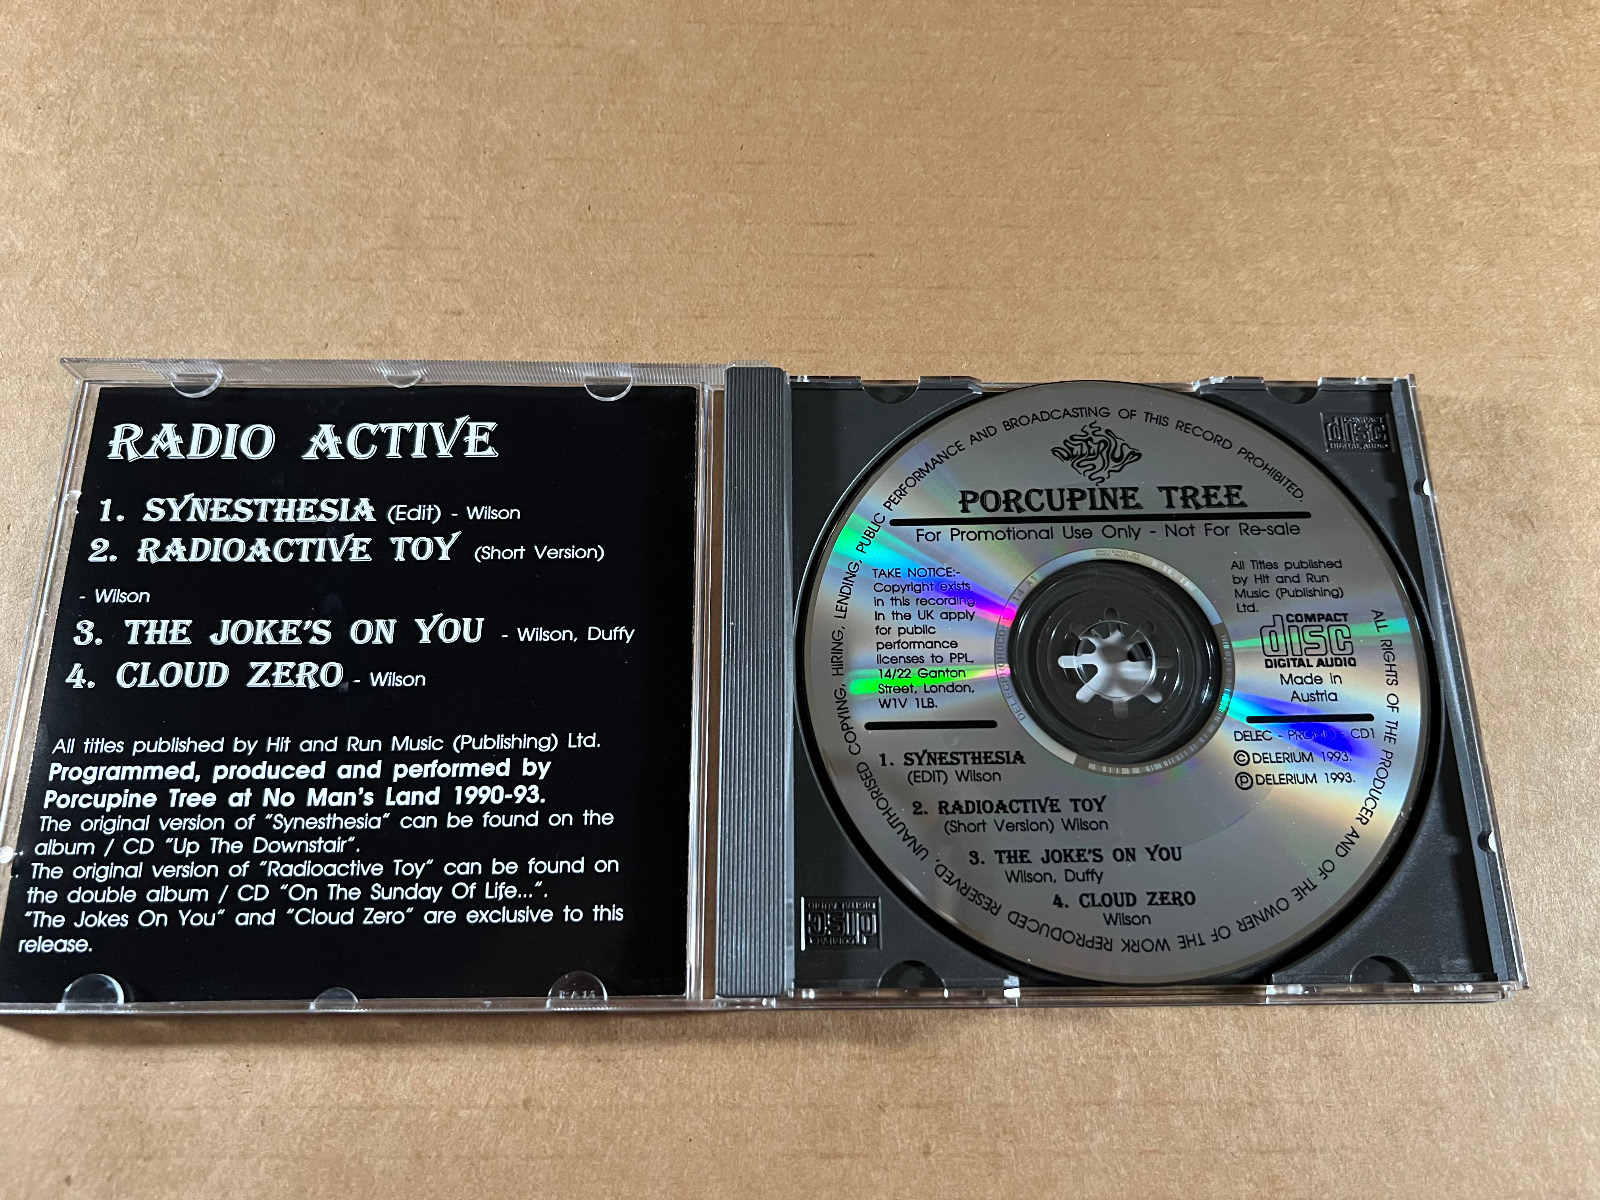 RADIO ACTIVE
1. SYNESTHESIA (Edit) - Wilson
2. RADIOACTIVE TOY (Short Version)
- Wilson
3. THE JOKE'S ON YOU - Wilson, Duffy
4. CLOUD ZERO - Wilson
All titles published by Hit and Run Music (Publishing) Ltd.
Programmed, produced and performed by
Porcupine Tree at No Man's Land 1990-93.
The original version of "Synesthesia" can be found on the
album / CD "Up The Downstair".
The original version of "Radioactive Toy" can be found on
the double album / CD "On The Sunday Of Life...".
"The Jokes On You" and "Cloud Zero" are exclusive to this
release.
ALL RIGHTS OF THE PRODUCER AND OF THE OWNER OF THE WORK REPRODUCED RESERVED. UNAUTHORISED COPYING, HIRING, LENDING, PUBLIC PERFORMANCE AND BROADCASTING OF THIS RECORD PROHIBITED.
DELERIUM
PORCUPINE TREE
For Promotional Use Only - Not For Re-sale
TAKE NOTICE:-
Copyright exists
in this recording
In the UK apply
for public
performance
licenses to PPL,
14/22 Ganton
Street, London,
W1V 1LB.
All Titles published
by Hit and Run
Music (Publishing)
Ltd.
COMPACT
disc
DIGITAL AUDIO
Made in
Austria
DELEC - PROMO - CD1
© DELERIUM 1993.
℗ DELERIUM 1993.
1. SYNESTHESIA
(EDIT) Wilson
2. RADIOACTIVE TOY
(Short Version) Wilson
3. THE JOKE'S ON YOU
Wilson, Duffy
4. CLOUD ZERO
Wilson
COMPACT
disc
DIGITAL AUDIO
COMPACT
disc
DIGITAL AUDIO